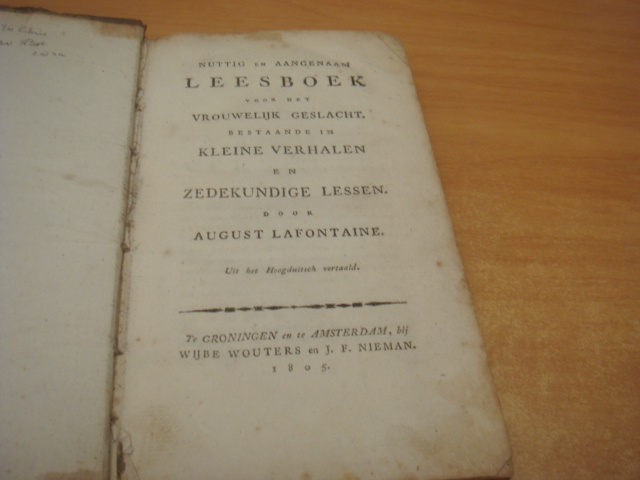 NUTTIG EN AANGENAAM
LEESBOEK
VOOR HET
VROUWELIJK GESLACHT,
BESTAANDE IN
KLEINE VERHALEN
EN
ZEDEKUNDIGE LESSEN.
DOOR
AUGUST LAFONTAINE.
Uit het Hoogduitsch vertaald.
Te GRONINGEN en te AMSTERDAM, bij
WIJBE WOUTERS en J. F. NIEMAN.
1805.